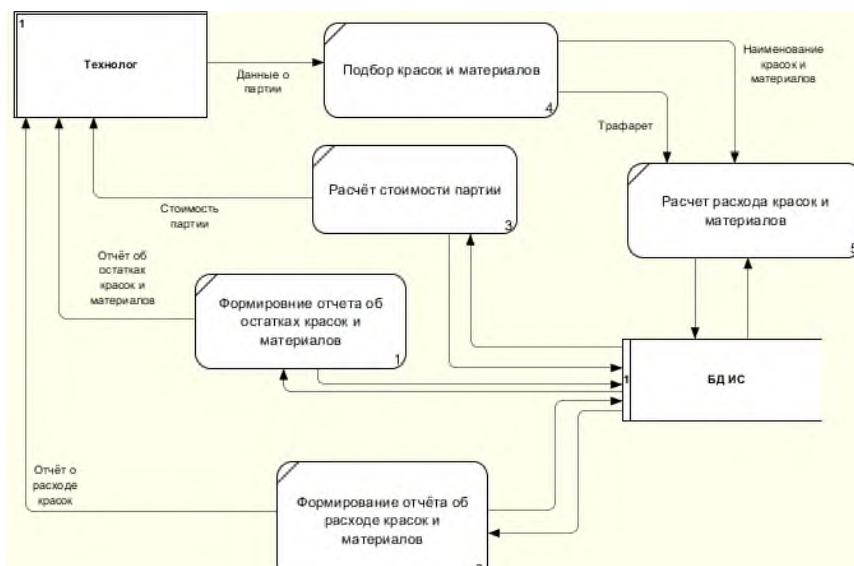 1
Технолог
Данные о
партии
Подбор красок и материалов
4
Наименование
красок и
материалов
Трафарет
Расчёт стоимости партии
3
Стоимость
партии
Расчет расхода красок и
материалов
5
Отчёт об
остатках
красок и
материалов
Формировние отчета об
остатках красок и
материалов
1
1
БД ИС
Отчёт о
расходе
красок
Формирование отчёта об
расходе красок и
материалов